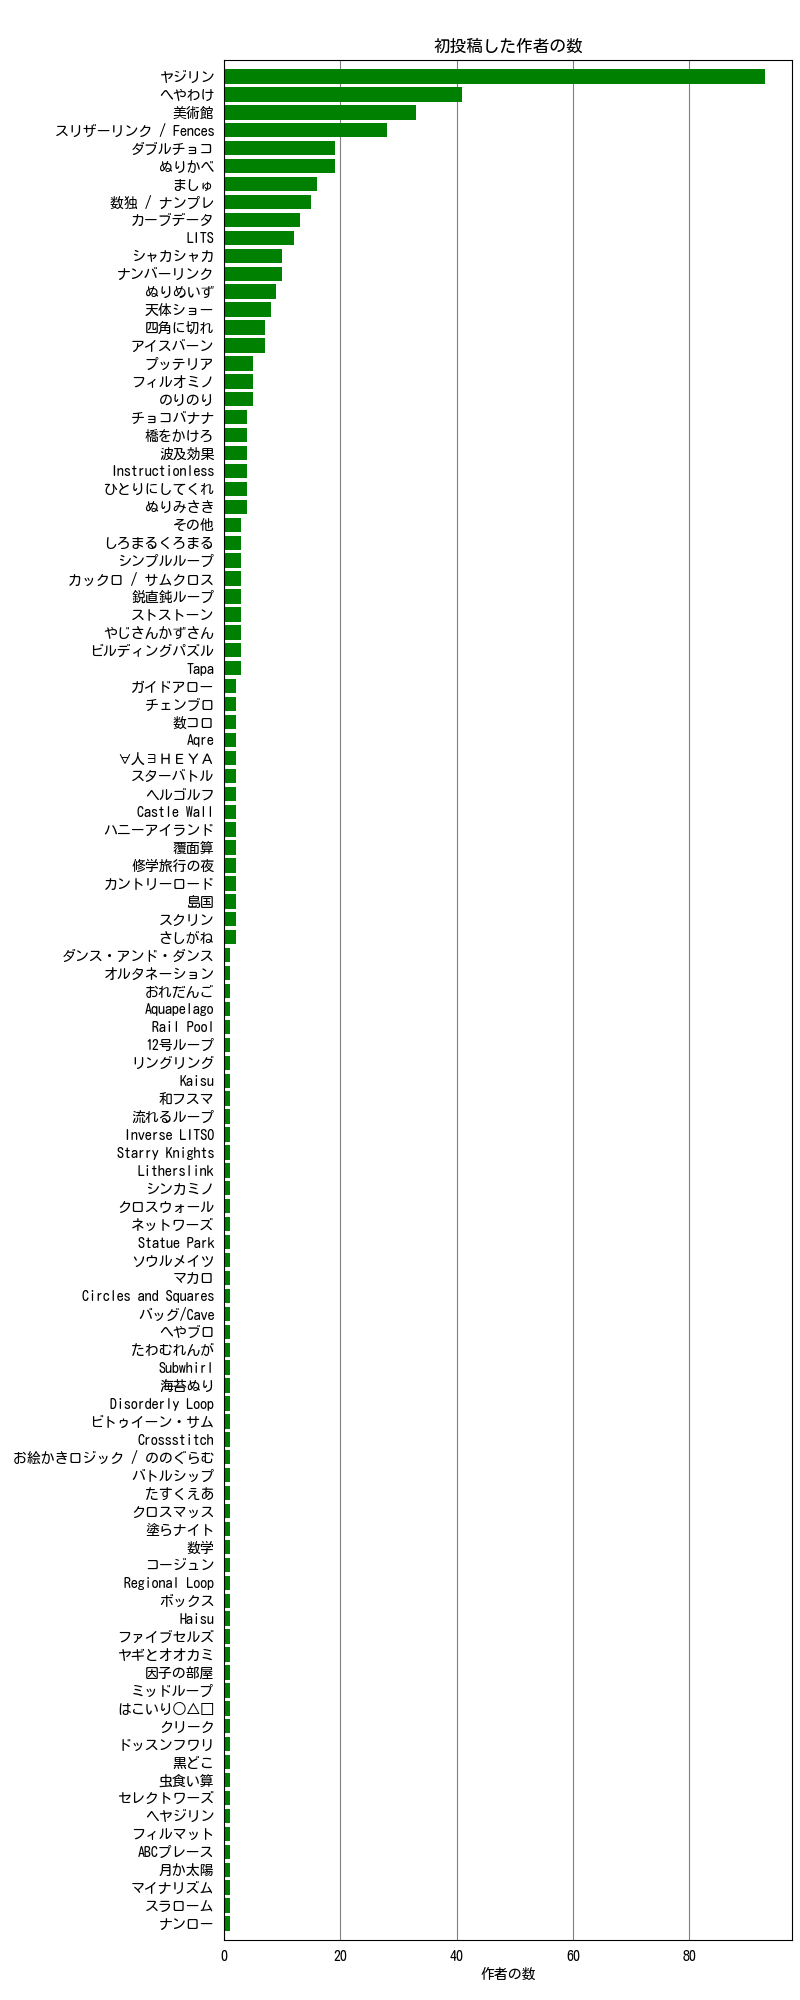 初投稿した作者の数
ヤジリン
へやわけ
美術館
スリザーリンク / Fences
ダブルチョコ
ぬりかべ
ましゅ
数独 / ナンプレ
カーブデータ
LITS
シャカシャカ
ナンバーリンク
ぬりめいず
天体ショー
四角に切れ
アイスバーン
プッテリア
フィルオミノ
のりのり
チョコバナナ
橋をかけろ
波及効果
Instructionless
ひとりにしてくれ
ぬりみさき
その他
しろまるくろまる
シンプルループ
カックロ / サムクロス
鋭直鈍ループ
ストストーン
やじさんかずさん
ビルディングパズル
Tapa
ガイドアロー
チェンブロ
数コロ
Aqre
∀人∃ＨＥＹＡ
スターバトル
ヘルゴルフ
Castle Wall
ハニーアイランド
覆面算
修学旅行の夜
カントリーロード
島国
スクリン
さしがね
ダンス・アンド・ダンス
オルタネーション
おれだんご
Aquapelago
Rail Pool
12号ループ
リングリング
Kaisu
和フスマ
流れるループ
Inverse LITSO
Starry Knights
Litherslink
シンカミノ
クロスウォール
ネットワーズ
Statue Park
ソウルメイツ
マカロ
Circles and Squares
バッグ/Cave
へやブロ
たわむれんが
Subwhirl
海苔ぬり
Disorderly Loop
ビトゥイーン・サム
Crossstitch
お絵かきロジック / ののぐらむ
バトルシップ
たすくえあ
クロスマッス
塗らナイト
数学
コージュン
Regional Loop
ボックス
Haisu
ファイブセルズ
ヤギとオオカミ
因子の部屋
ミッドループ
はこいり○△□
クリーク
ドッスンフワリ
黒どこ
虫食い算
セレクトワーズ
ヘヤジリン
フィルマット
ABCプレース
月か太陽
マイナリズム
スラローム
ナンロー
0 20 40 60 80
作者の数